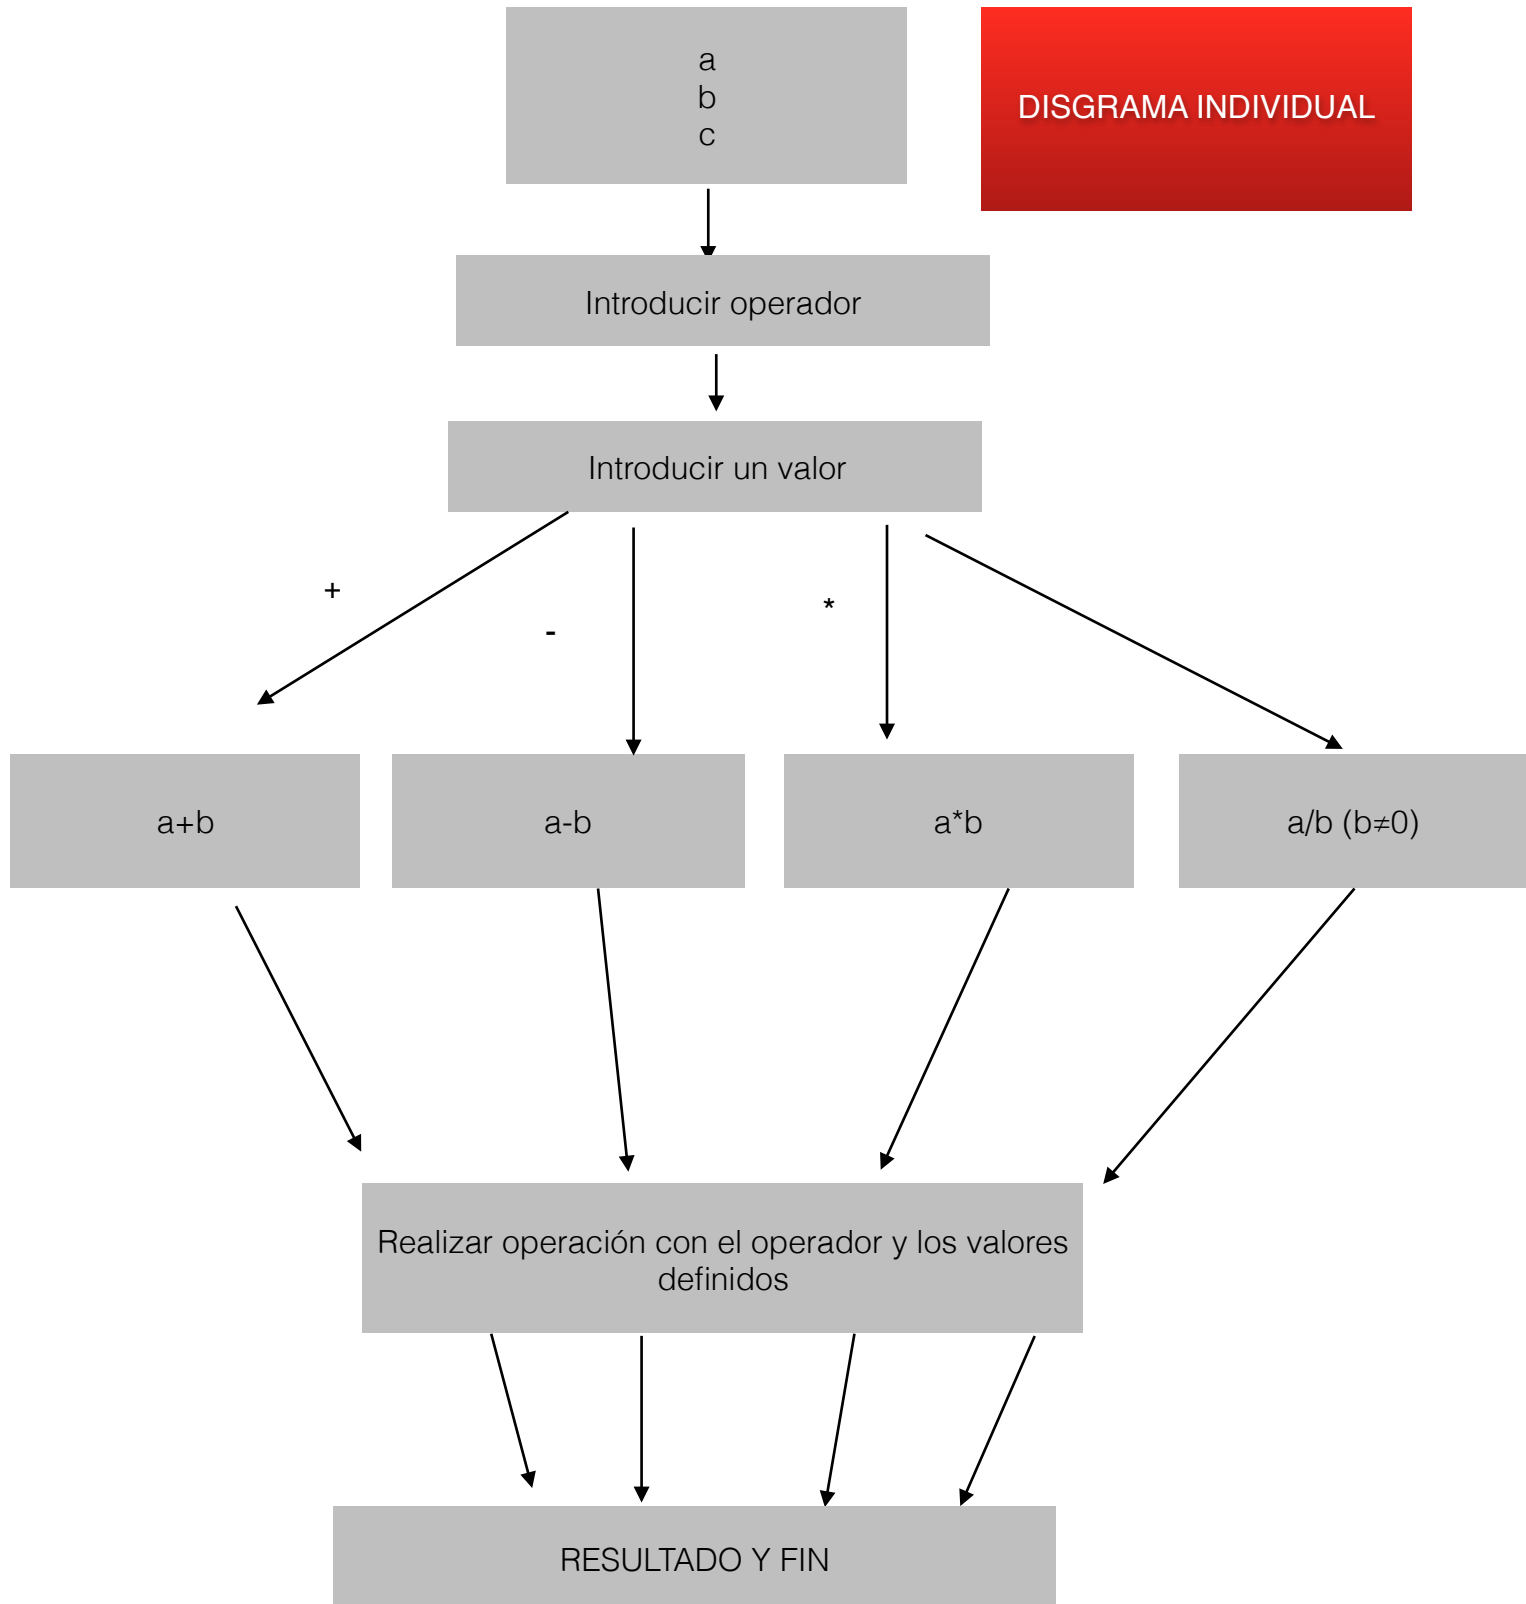 a
b
c
DISGRAMA INDIVIDUAL
Introducir operador
Introducir un valor
+
-
*
a+b
a-b
a*b
a/b (b≠0)
Realizar operación con el operador y los valores
definidos
RESULTADO Y FIN